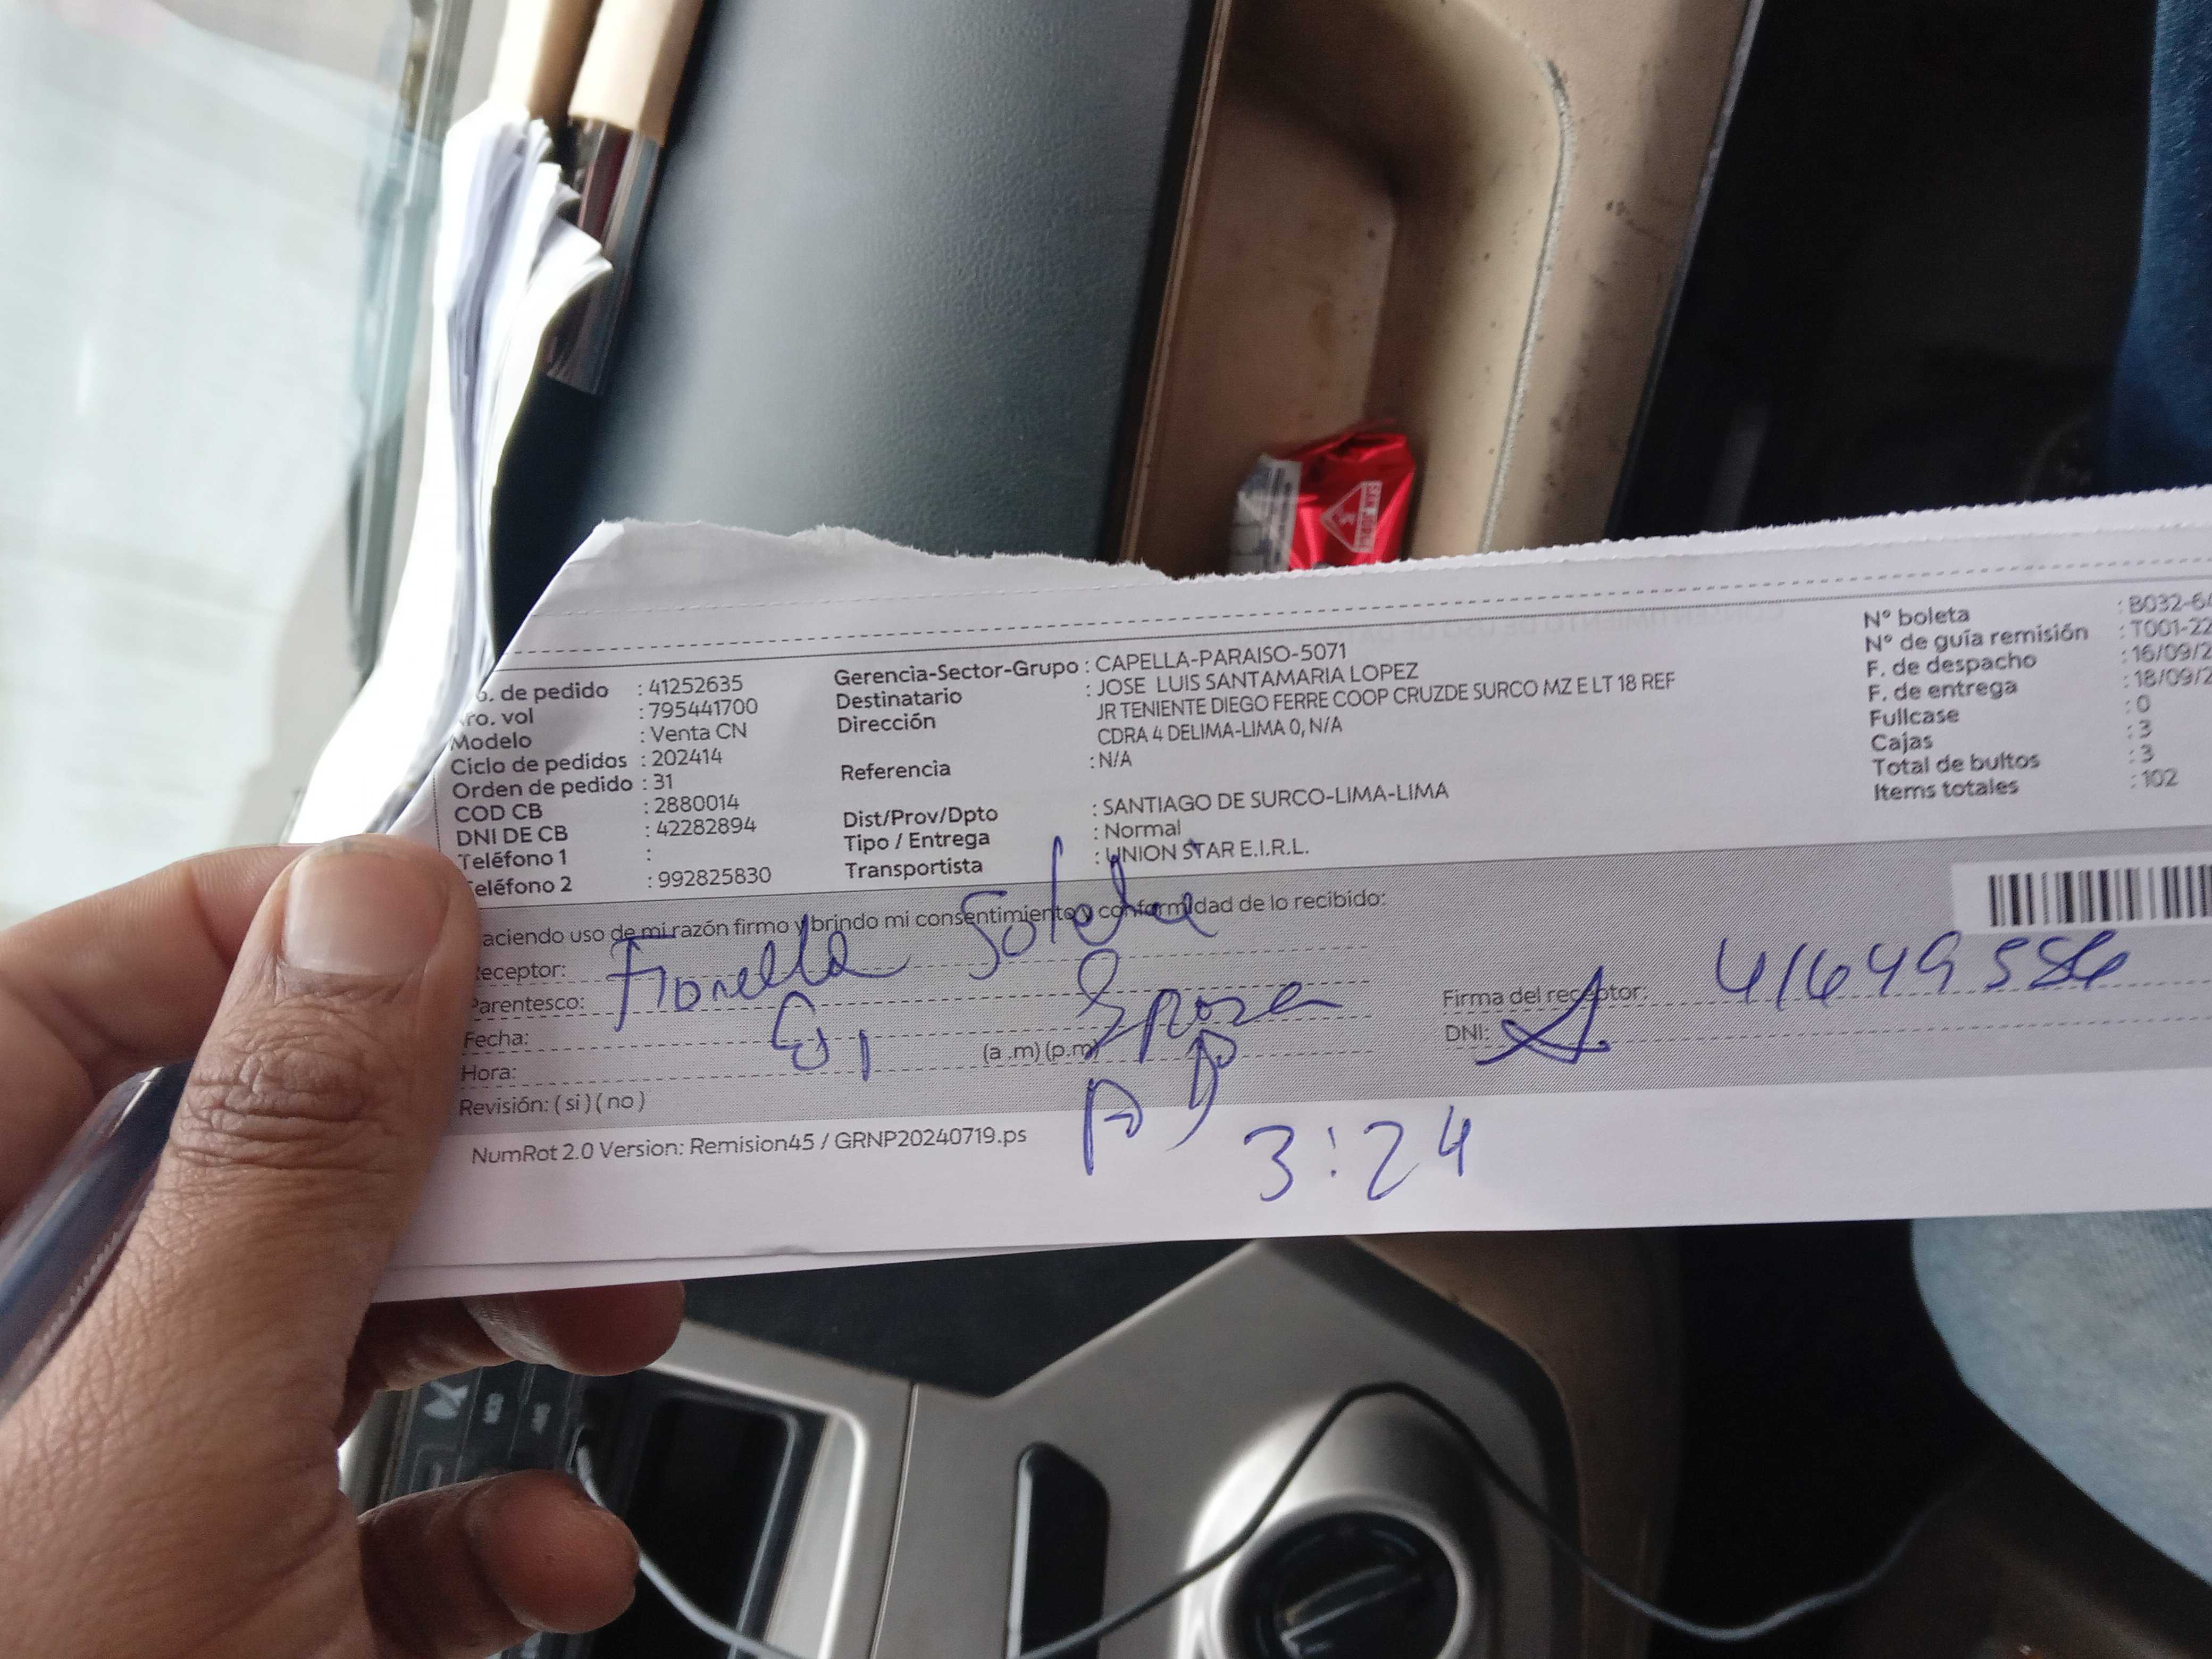 o. de pedido : 41252635
ro. vol : 795441700
Modelo : Venta CN
Ciclo de pedidos : 202414
Orden de pedido : 31
COD CB : 2880014
DNI DE CB : 42282894
Teléfono 1 :
eléfono 2 : 992825830
Gerencia-Sector-Grupo : CAPELLA-PARAISO-5071
Destinatario : JOSE LUIS SANTAMARIA LOPEZ
Dirección JR TENIENTE DIEGO FERRE COOP CRUZDE SURCO MZ E LT 18 REF
CDRA 4 DELIMA-LIMA 0, N/A
Referencia : N/A
Dist/Prov/Dpto : SANTIAGO DE SURCO-LIMA-LIMA
Tipo / Entrega : Normal
Transportista : UNION STAR E.I.R.L.
N° boleta : B032-6
N° de guía remisión : T001-22
F. de despacho : 16/09/2
F. de entrega : 18/09/2
Fullcase : 0
Cajas : 3
Total de bultos : 3
Items totales : 102
aciendo uso de mi razón firmo y brindo mi consentimiento y conformidad de lo recibido:
eceptor: Fiorella
Parentesco: Esposa
Fecha:
Hora: (a .m) (p.m)
Revisión: ( si ) ( no )
Firma del receptor: 41649586
DNI:
3:24
NumRot 2.0 Version: Remision45 / GRNP20240719.ps